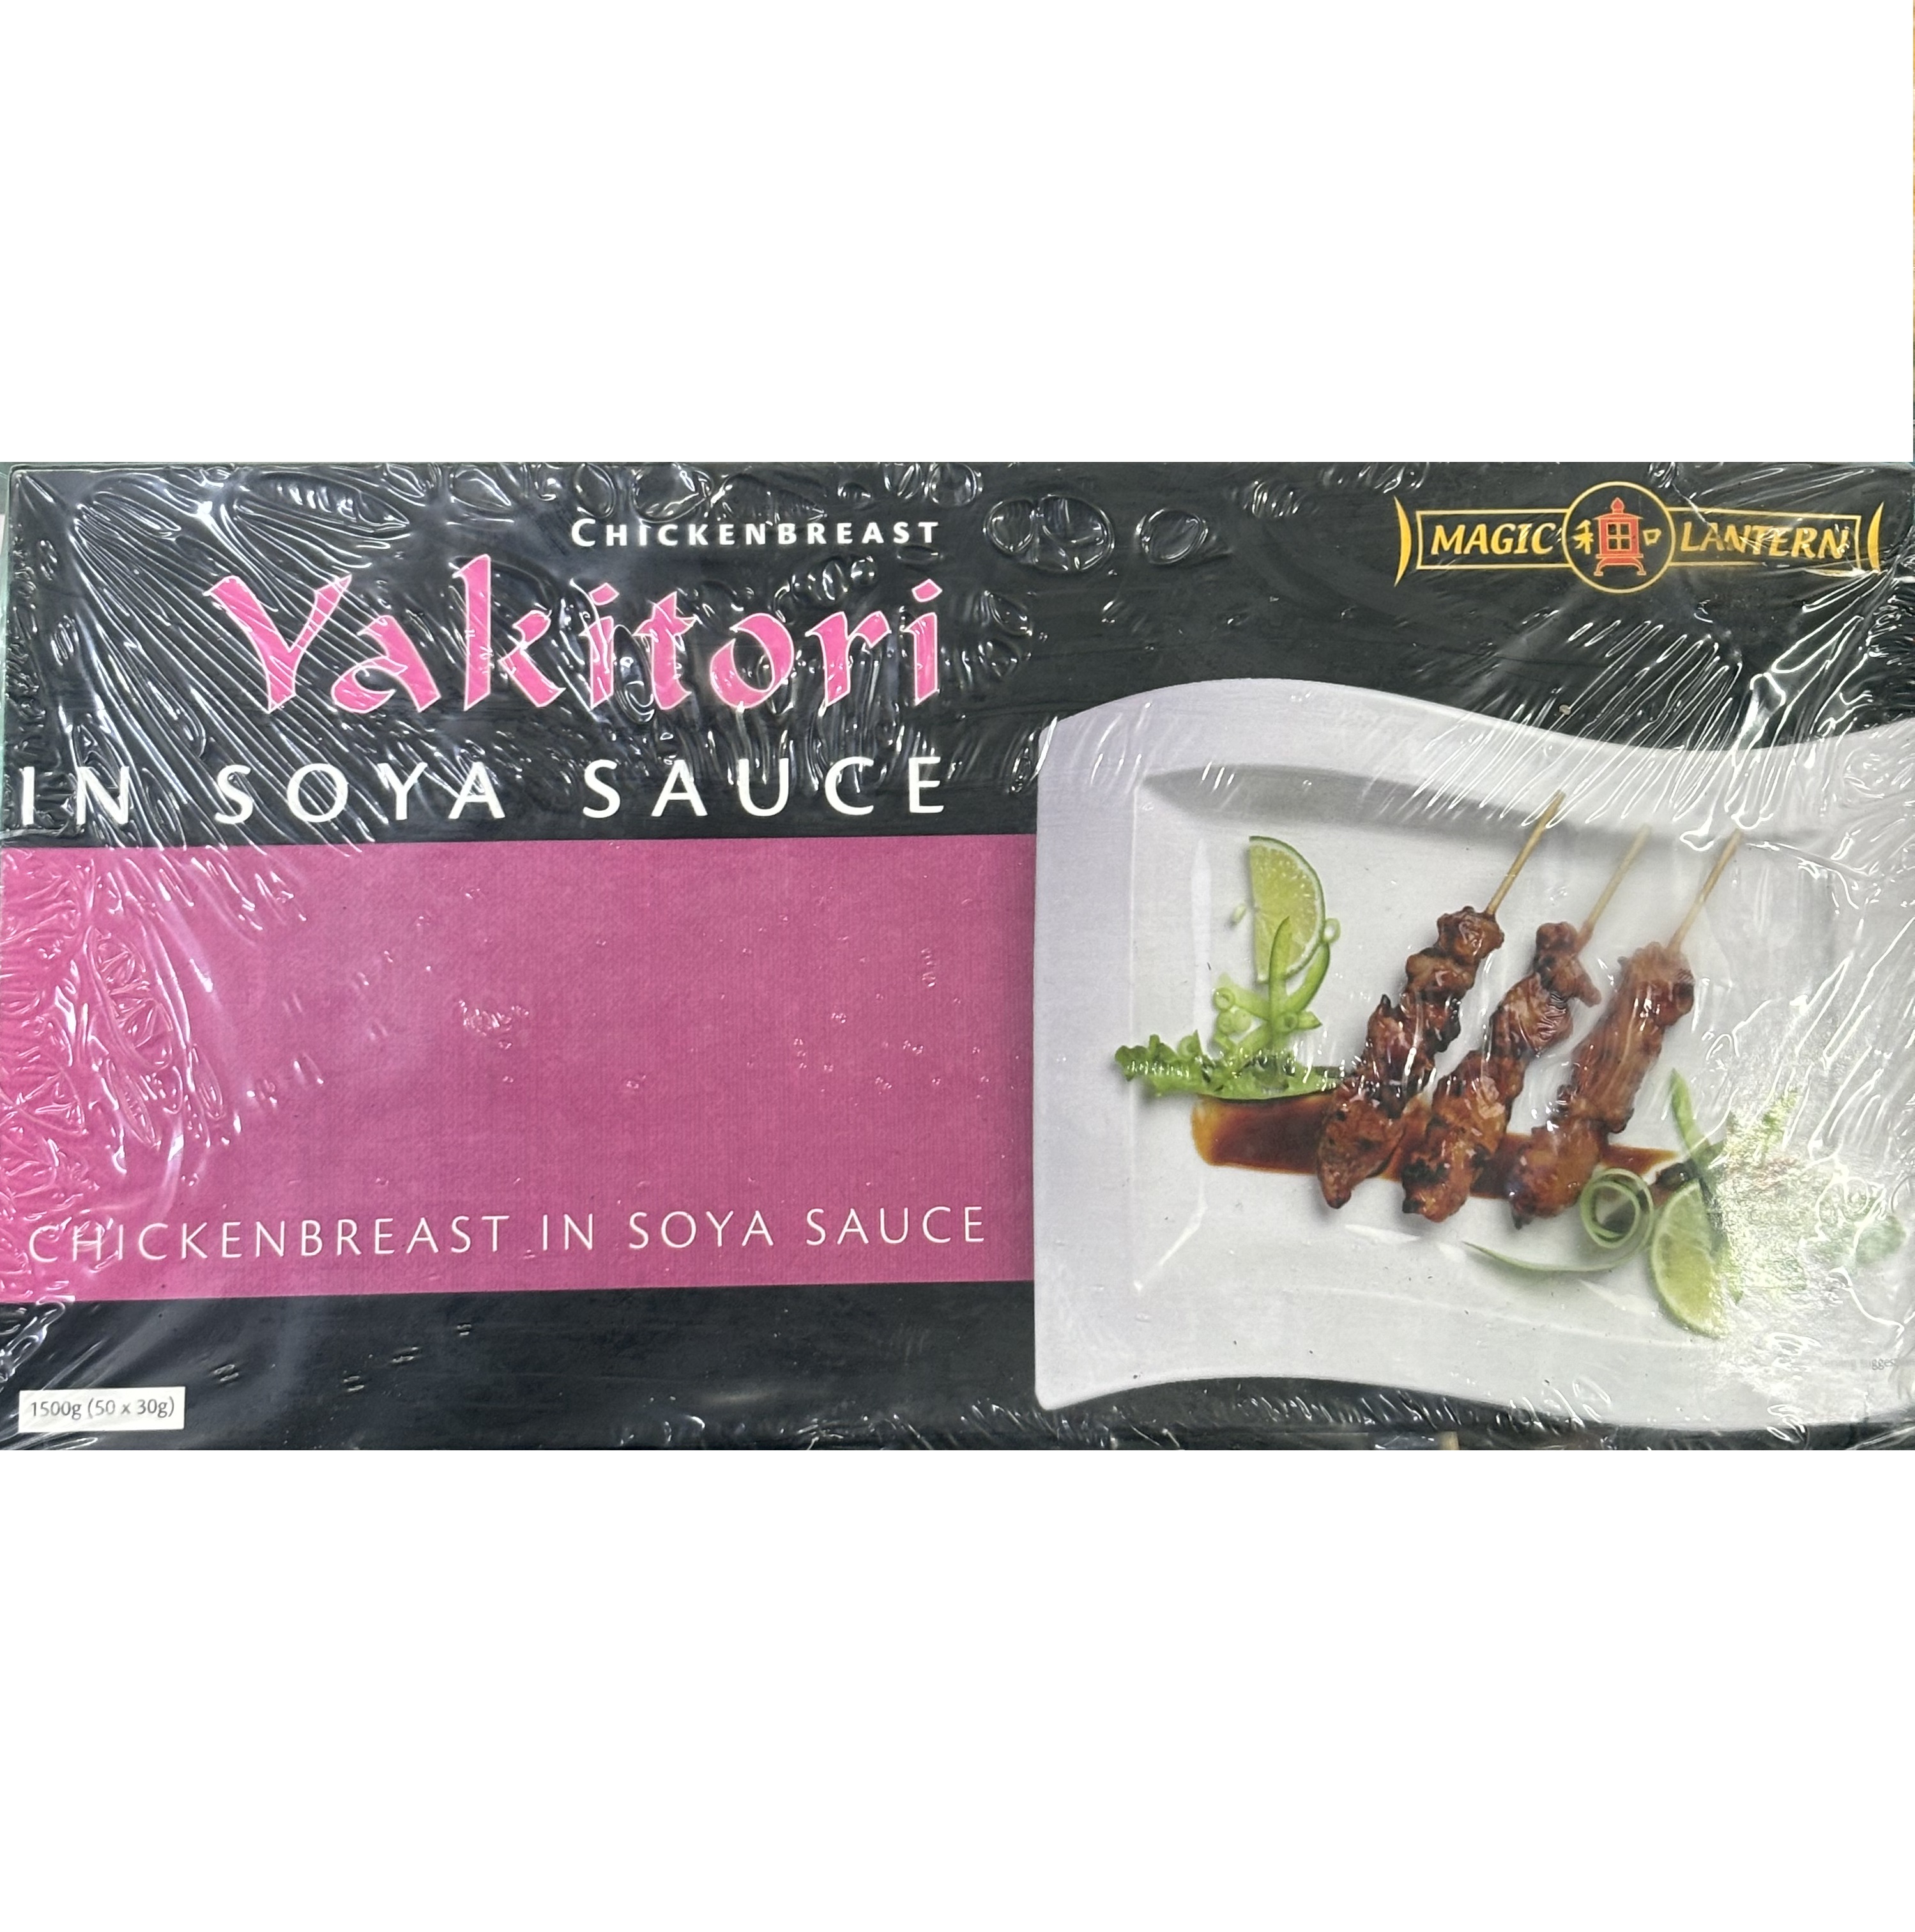 CHICKENBREAST
Yakitori
IN SOYA SAUCE
MAGIC LANTERN
CHICKENBREAST IN SOYA SAUCE
1500g (50 x 30g)